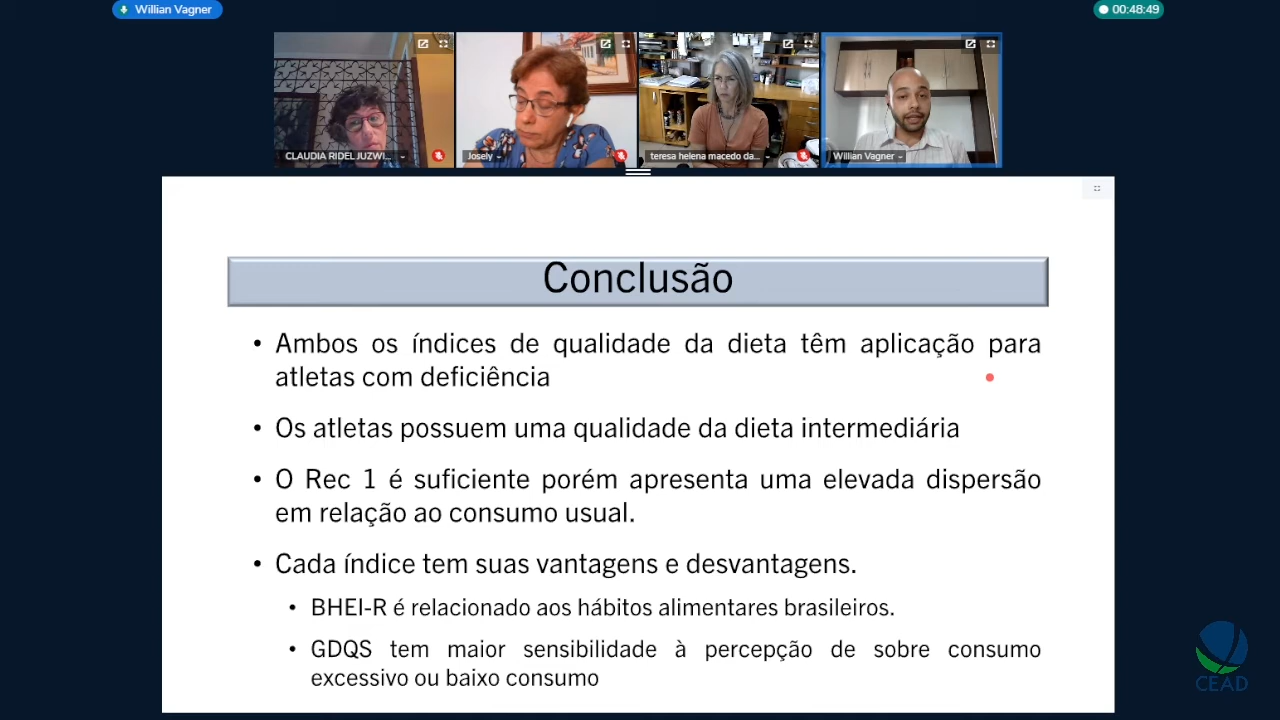 Willian Vagner
00:48:49
CLAUDIA RIDEL JUZWI...
Josely
teresa helena macedo da...
Willian Vagner
Conclusão
• Ambos os índices de qualidade da dieta têm aplicação para
atletas com deficiência
• Os atletas possuem uma qualidade da dieta intermediária
• O Rec 1 é suficiente porém apresenta uma elevada dispersão
em relação ao consumo usual.
• Cada índice tem suas vantagens e desvantagens.
• BHEI-R é relacionado aos hábitos alimentares brasileiros.
• GDQS tem maior sensibilidade à percepção de sobre consumo
excessivo ou baixo consumo
CEAD